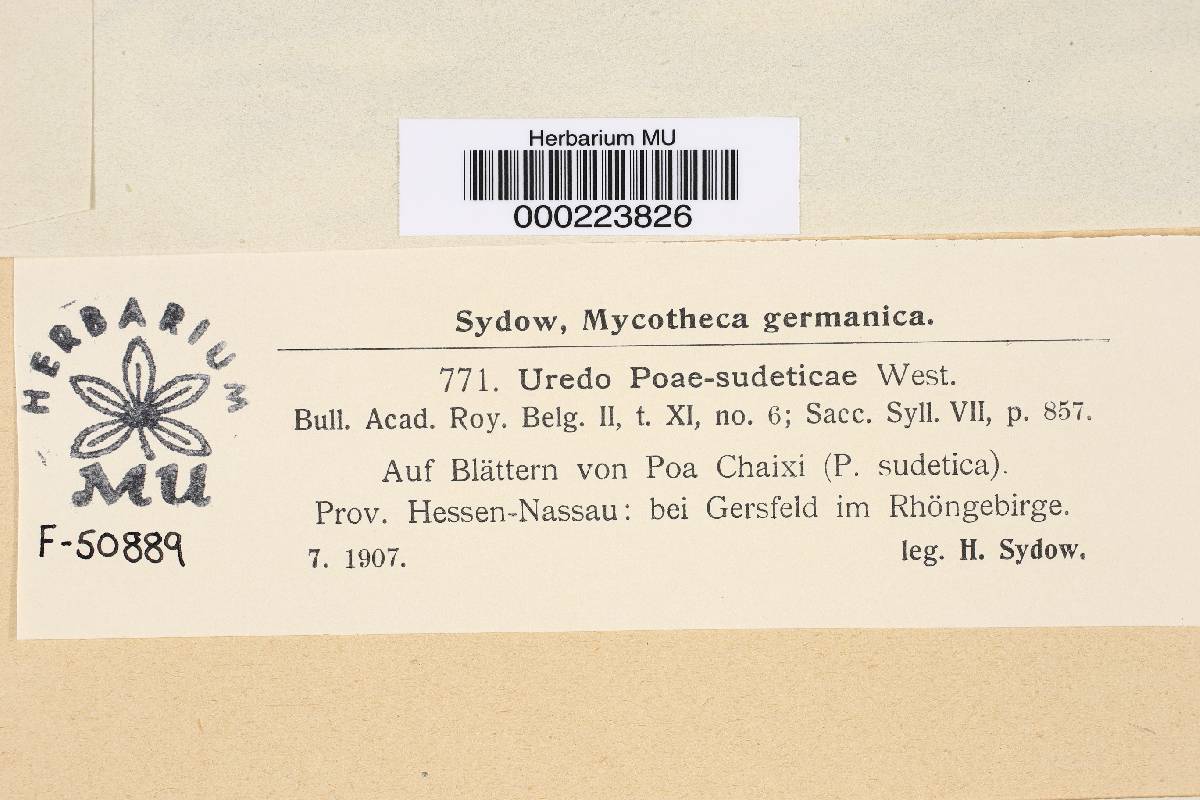 Herbarium MU
000223826
HERBARIUM
MU
F-50889
Sydow, Mycotheca germanica.
771. Uredo Poae-sudeticae West.
Bull. Acad. Roy. Belg. II, t. XI, no. 6; Sacc. Syll. VII, p. 857.
Auf Blättern von Poa Chaixi (P. sudetica).
Prov. Hessen-Nassau: bei Gersfeld im Rhöngebirge.
7. 1907. leg. H. Sydow.